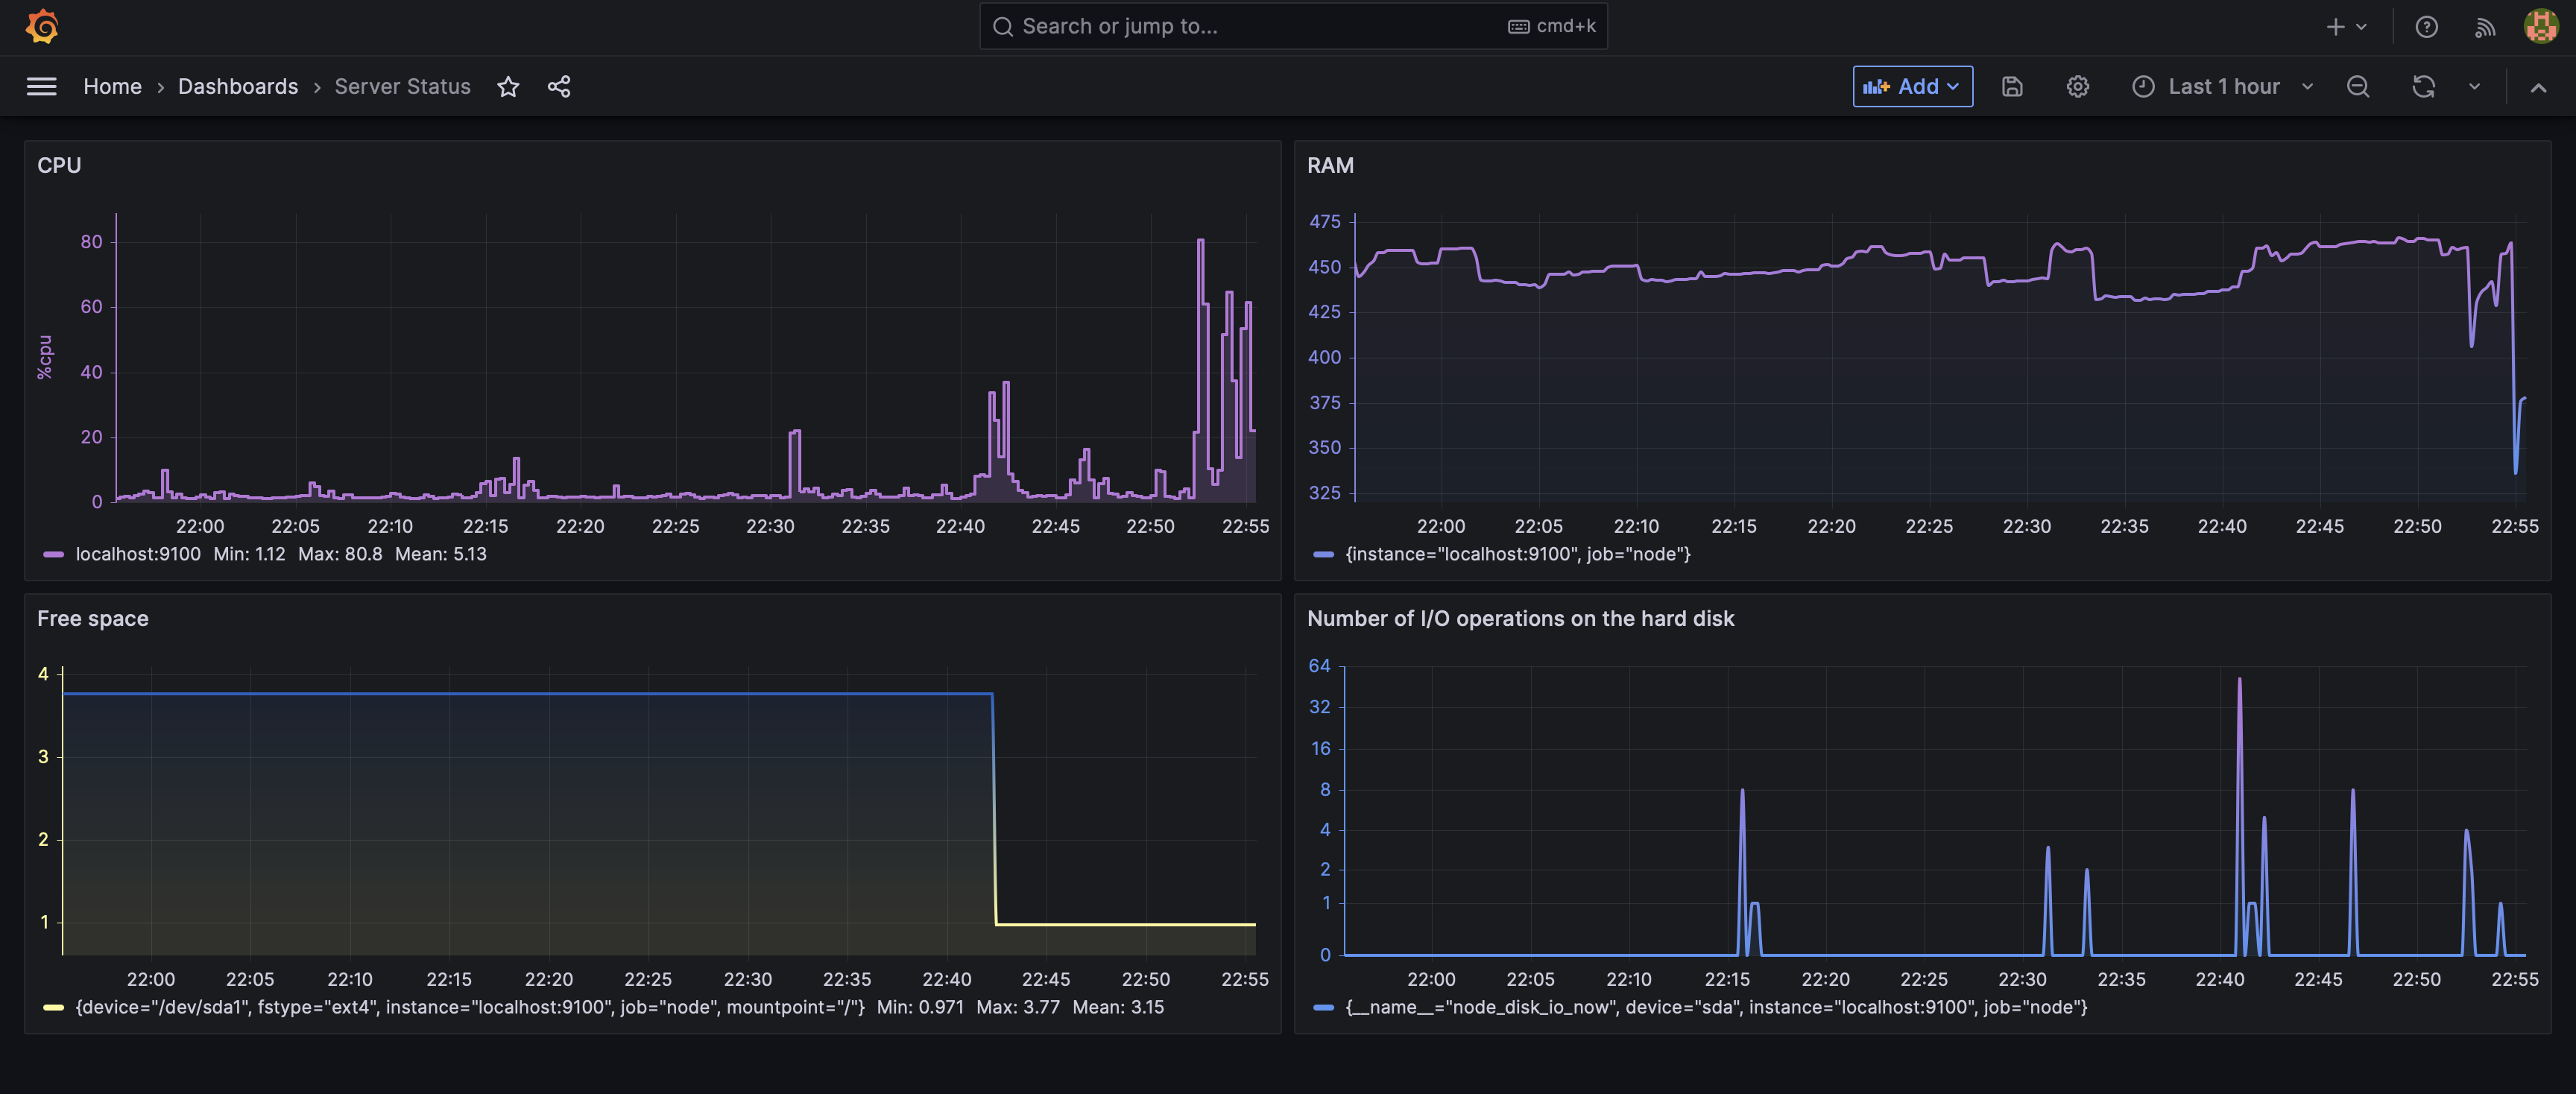 Search or jump to... cmd+k
Home › Dashboards › Server Status Add Last 1 hour
CPU
80
60
40
20
0
%cpu
22:00 22:05 22:10 22:15 22:20 22:25 22:30 22:35 22:40 22:45 22:50 22:55
localhost:9100 Min: 1.12 Max: 80.8 Mean: 5.13
RAM
475
450
425
400
375
350
325
22:00 22:05 22:10 22:15 22:20 22:25 22:30 22:35 22:40 22:45 22:50 22:55
{instance="localhost:9100", job="node"}
Free space
4
3
2
1
22:00 22:05 22:10 22:15 22:20 22:25 22:30 22:35 22:40 22:45 22:50 22:55
{device="/dev/sda1", fstype="ext4", instance="localhost:9100", job="node", mountpoint="/"} Min: 0.971 Max: 3.77 Mean: 3.15
Number of I/O operations on the hard disk
64
32
16
8
4
2
1
0
22:00 22:05 22:10 22:15 22:20 22:25 22:30 22:35 22:40 22:45 22:50 22:55
{__name__="node_disk_io_now", device="sda", instance="localhost:9100", job="node"}